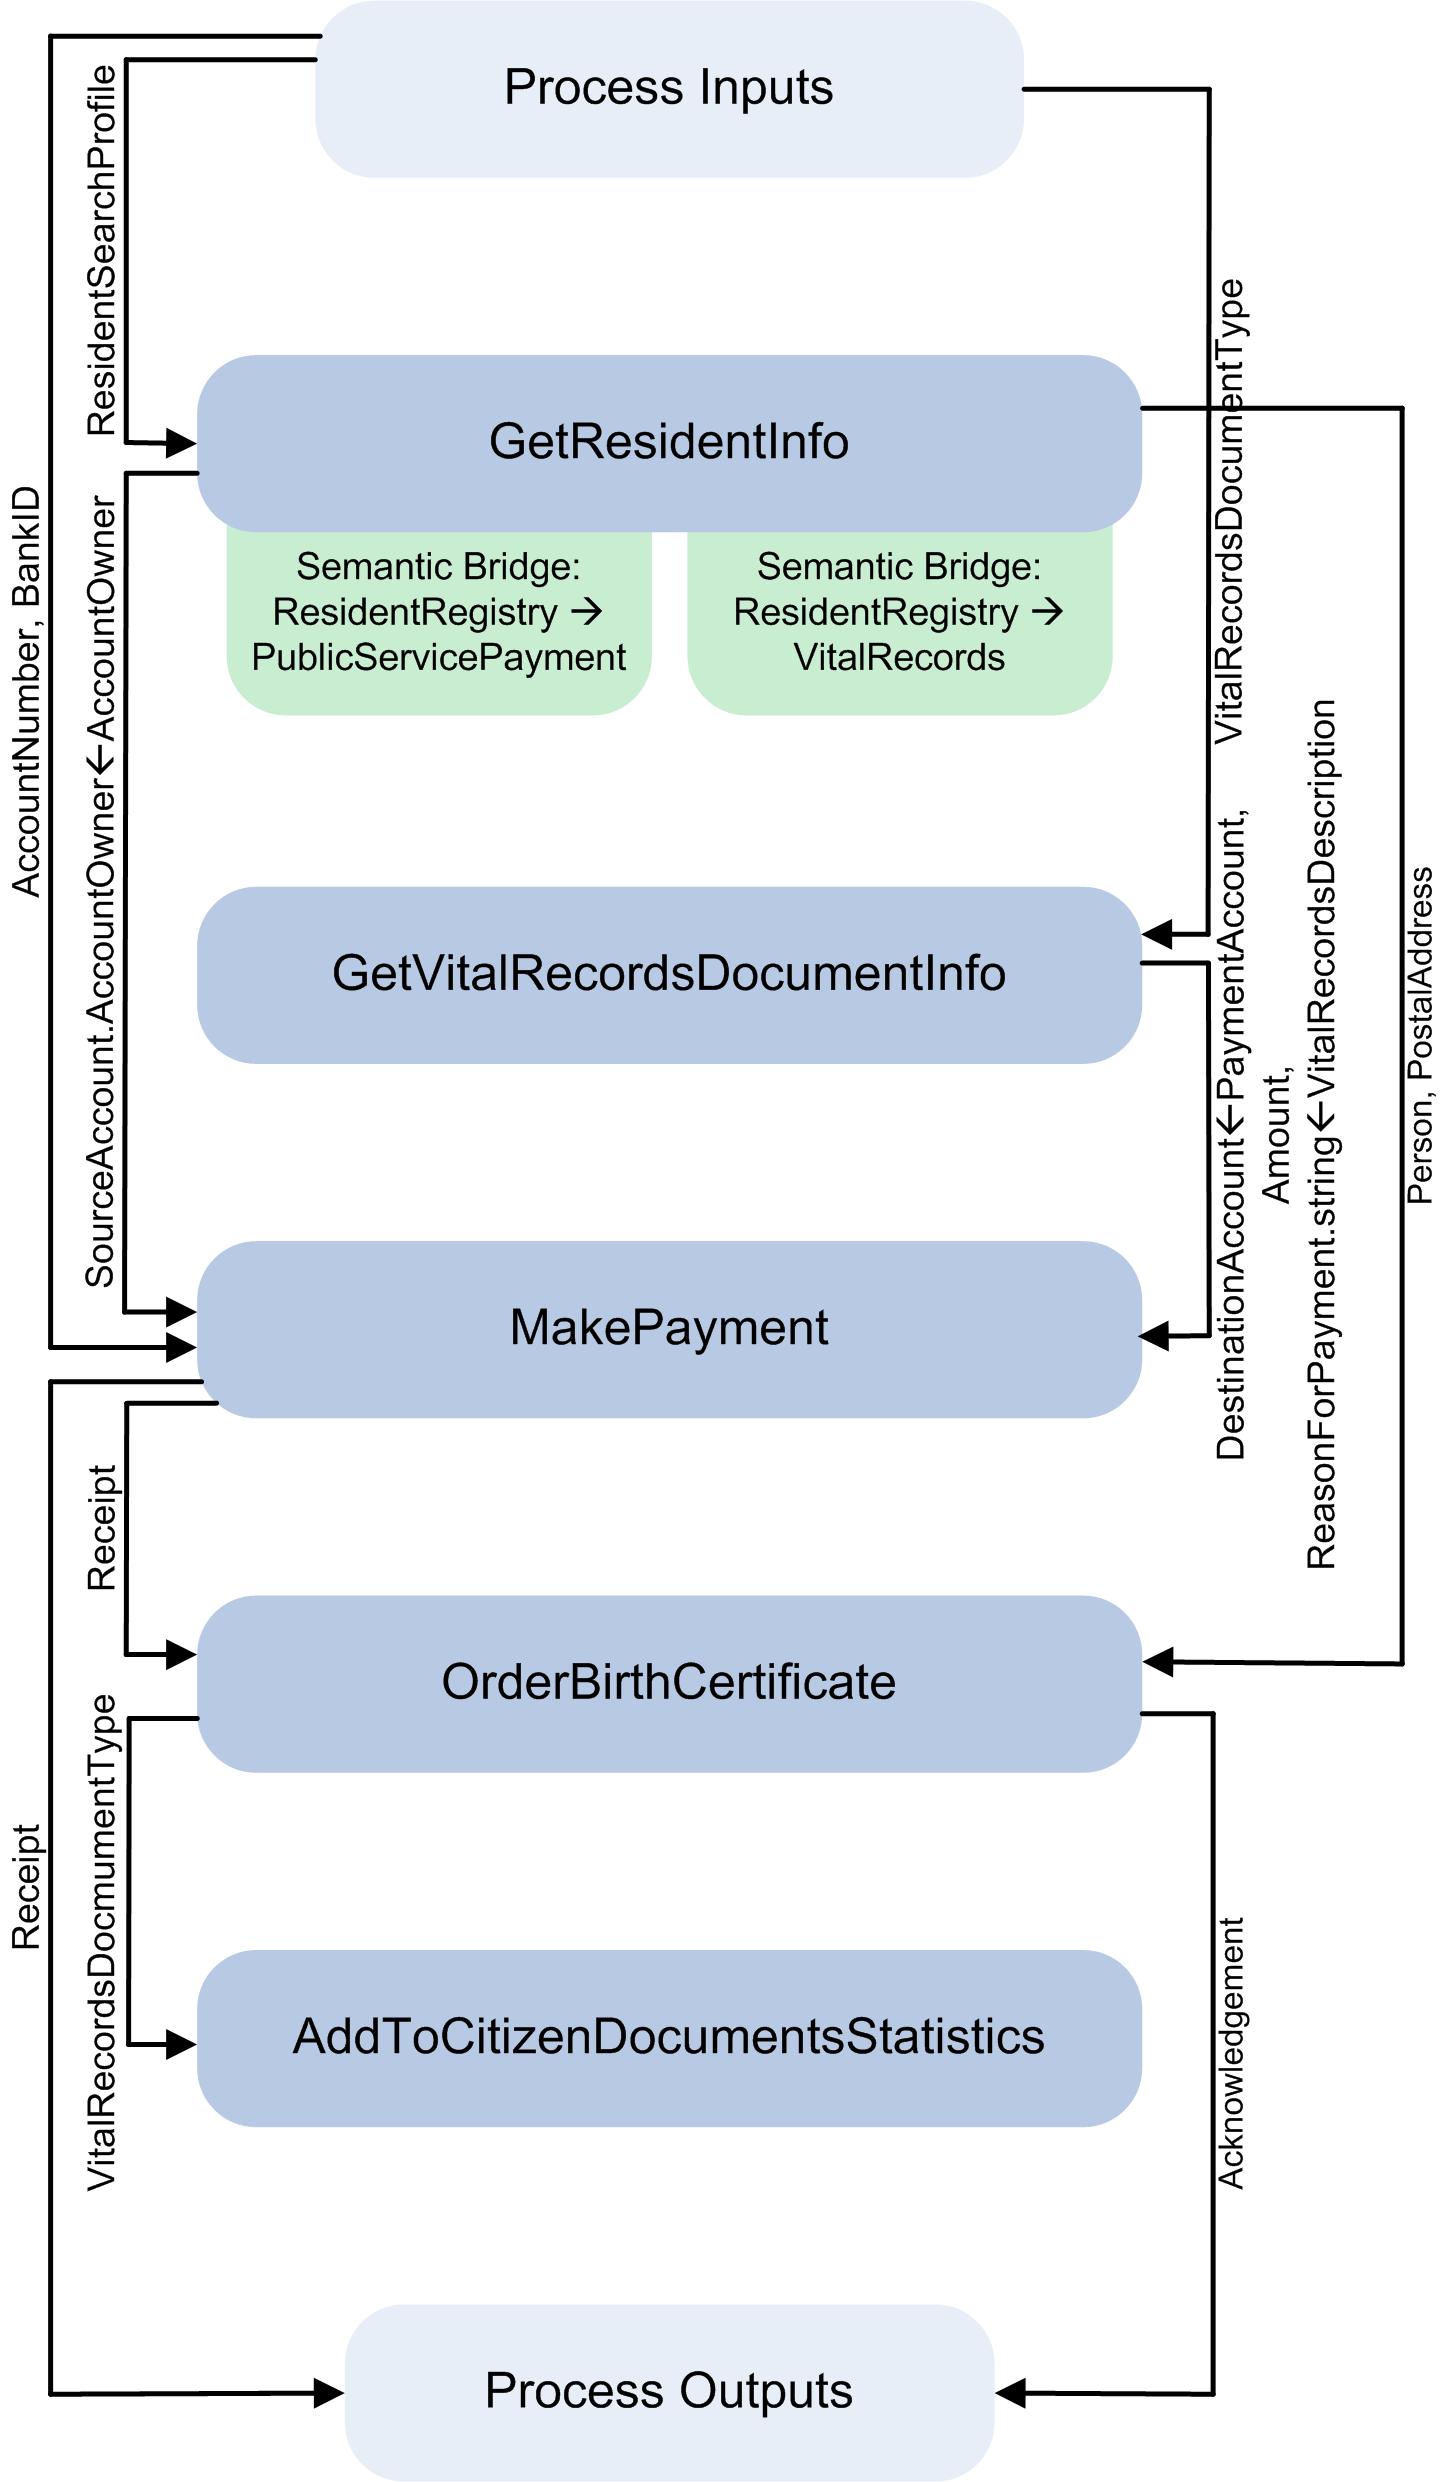 Process Inputs
ResidentSearchProfile
AccountNumber, BankID
VitalRecordsDocumentType
GetResidentInfo
Semantic Bridge:
ResidentRegistry →
PublicServicePayment
Semantic Bridge:
ResidentRegistry →
VitalRecords
SourceAccount.AccountOwner←AccountOwner
Person, PostalAddress
GetVitalRecordsDocumentInfo
DestinationAccount←PaymentAccount,
Amount,
ReasonForPayment.string←VitalRecordsDescription
MakePayment
Receipt
Receipt
OrderBirthCertificate
VitalRecordsDocmumentType
Acknowledgement
AddToCitizenDocumentsStatistics
Process Outputs